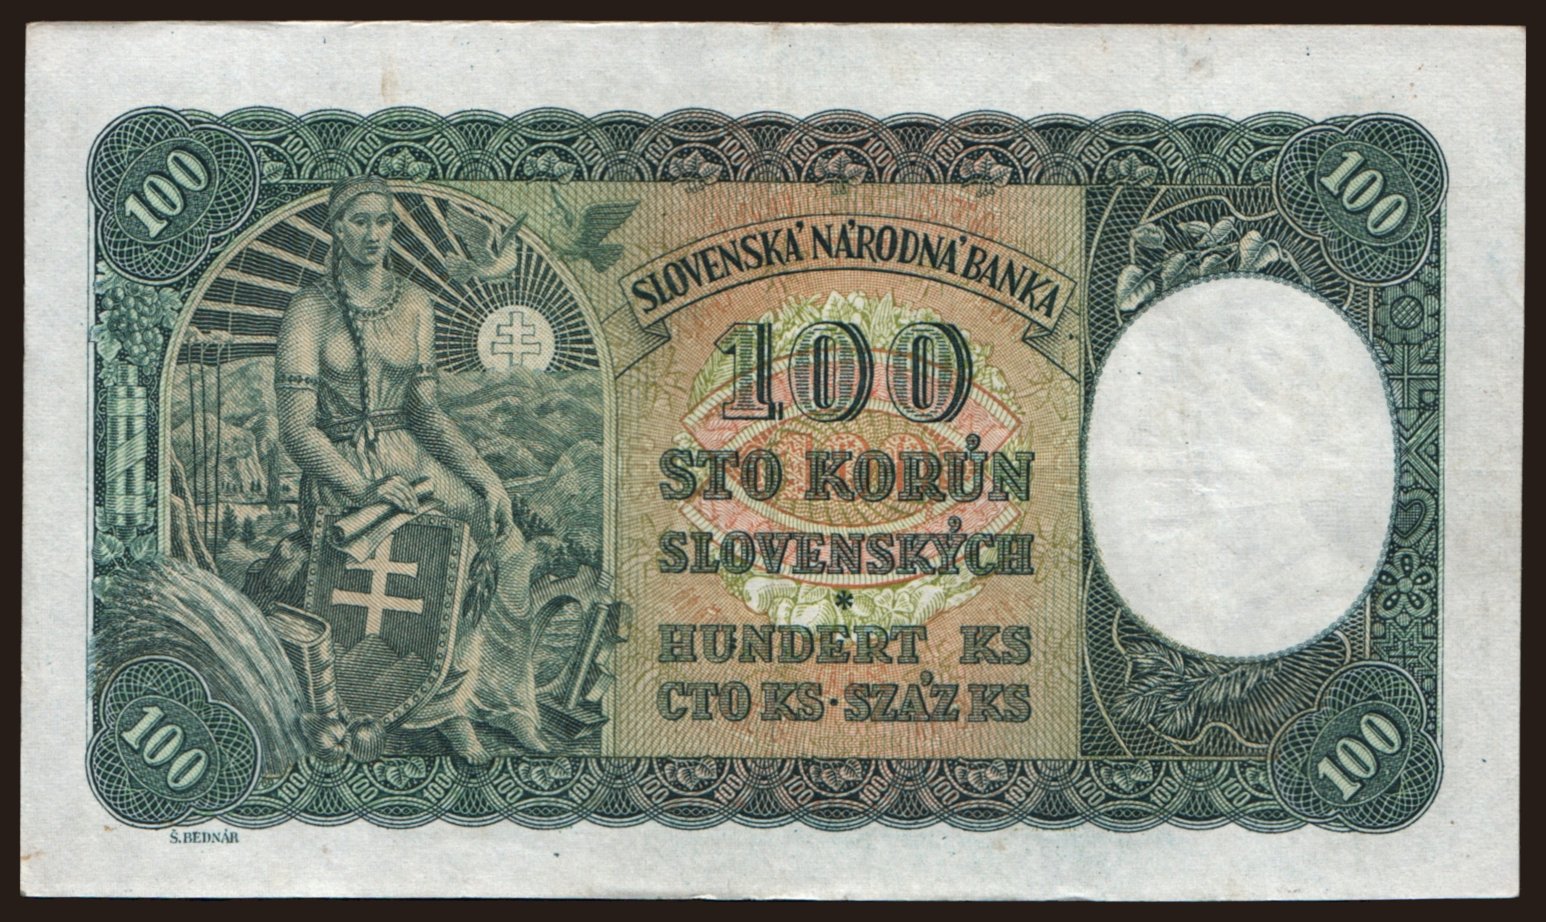 100
100
SLOVENSKÁ NÁRODNÁ BANKA
100
STO KORÚN
SLOVENSKÝCH
*
HUNDERT KS
CTO KS · SZÁZ KS
100
100
Š. BEDNÁR